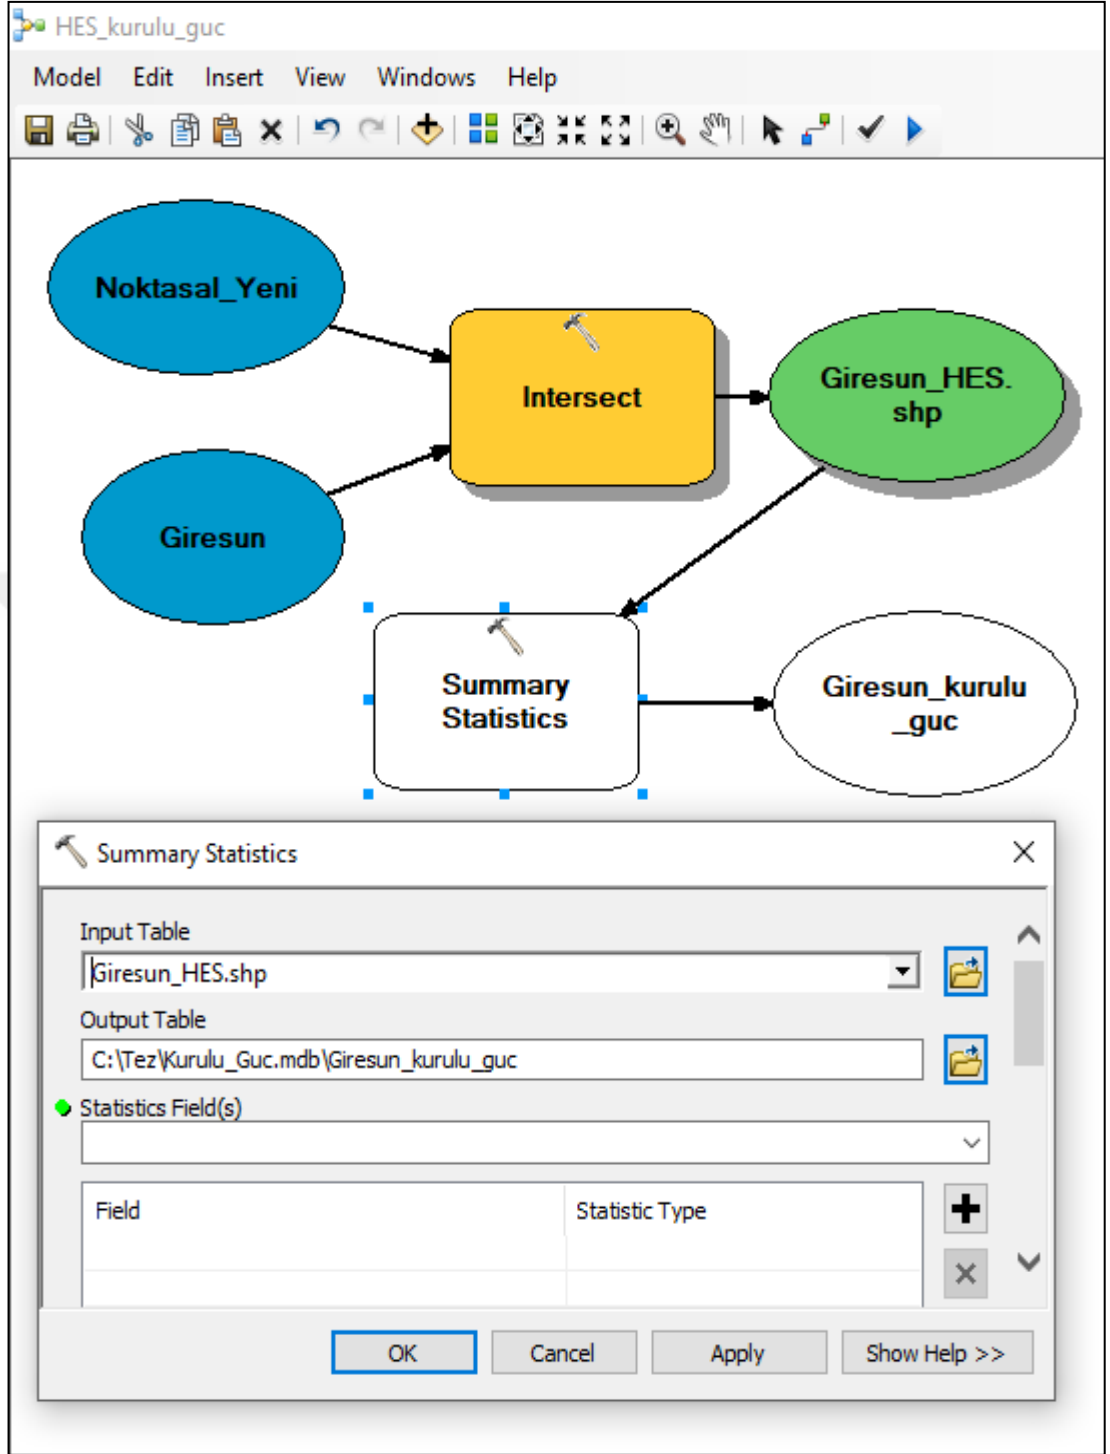 HES_kurulu_guc
Model Edit Insert View Windows Help
Noktasal_Yeni
Intersect
Giresun_HES.
shp
Giresun
Summary
Statistics
Giresun_kurulu
_guc
Summary Statistics
Input Table
Giresun_HES.shp
Output Table
C:\Tez\Kurulu_Guc.mdb\Giresun_kurulu_guc
Statistics Field(s)
Field Statistic Type
OK Cancel Apply Show Help >>